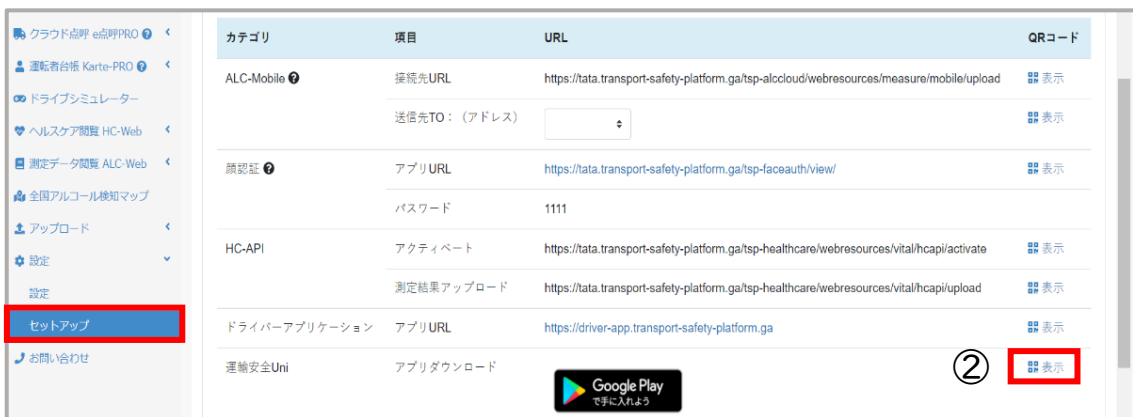 クラウド点呼 e点呼PRO
運転者台帳 Karte-PRO
ドライブシミュレーター
ヘルスケア閲覧 HC-Web
測定データ閲覧 ALC-Web
全国アルコール検知マップ
アップロード
設定
設定
セットアップ
お問い合わせ
カテゴリ 項目 URL QRコード
ALC-Mobile 接続先URL https://tata.transport-safety-platform.ga/tsp-alccloud/webresources/measure/mobile/upload 表示
送信先TO：（アドレス） 表示
顔認証 アプリURL https://tata.transport-safety-platform.ga/tsp-faceauth/view/ 表示
パスワード 1111
HC-API アクティベート https://tata.transport-safety-platform.ga/tsp-healthcare/webresources/vital/hcapi/activate 表示
測定結果アップロード https://tata.transport-safety-platform.ga/tsp-healthcare/webresources/vital/hcapi/upload 表示
ドライバーアプリケーション アプリURL https://driver-app.transport-safety-platform.ga 表示
運輸安全Uni アプリダウンロード ② 表示
Google Play
で手に入れよう